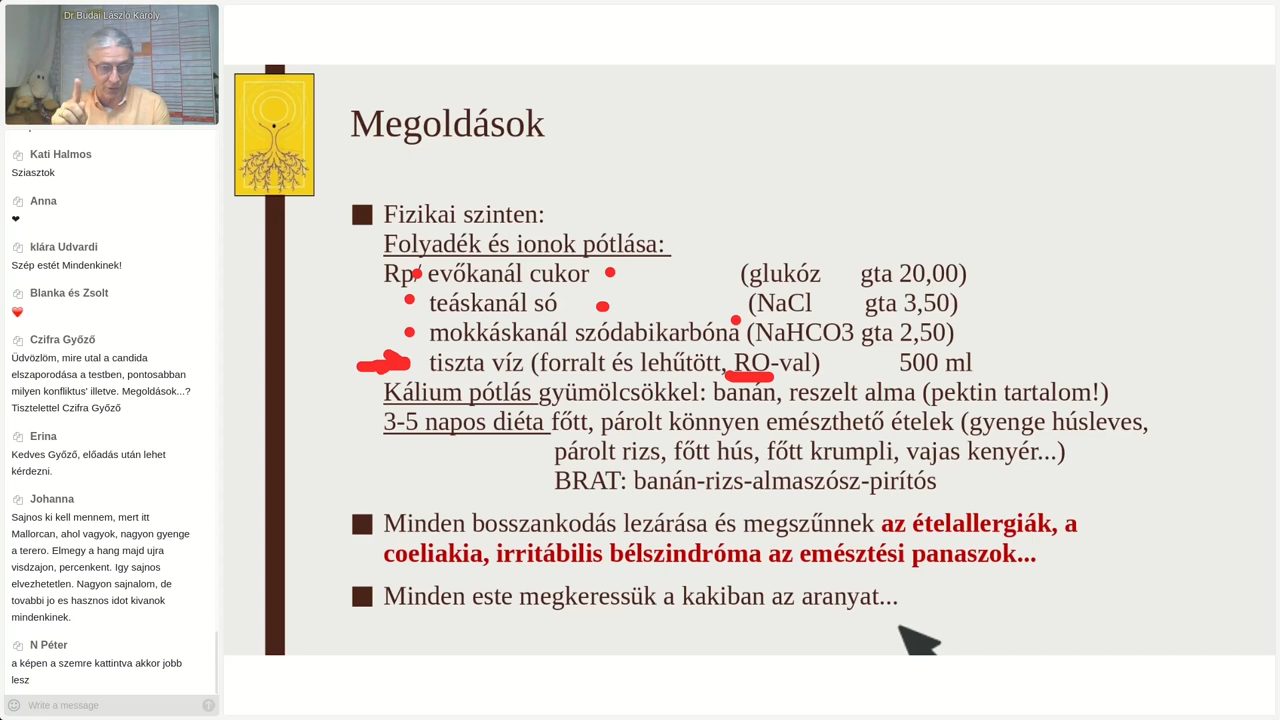 Dr Budai László Károly
Kati Halmos
Sziasztok
Anna
❤
klára Udvardi
Szép estét Mindenkinek!
Blanka és Zsolt
❤️
Czifra Győző
Üdvözlöm, mire utal a candida
elszaporodása a testben, pontosabban
milyen konfliktus' illetve. Megoldások...?
Tisztelettel Czifra Győző
Erina
Kedves Győző, előadás után lehet
kérdezni.
Johanna
Sajnos ki kell mennem, mert itt
Mallorcan, ahol vagyok, nagyon gyenge
a terero. Elmegy a hang majd ujra
visdzajon, percenkent. Igy sajnos
elvezhetetlen. Nagyon sajnalom, de
tovabbi jo es hasznos idot kivanok
mindenkinek.
N Péter
a képen a szemre kattintva akkor jobb
lesz
Write a message
Megoldások
Fizikai szinten:
Folyadék és ionok pótlása:
Rp/ evőkanál cukor (glukóz gta 20,00)
teáskanál só (NaCl gta 3,50)
mokkáskanál szódabikarbóna (NaHCO3 gta 2,50)
tiszta víz (forralt és lehűtött, RO-val) 500 ml
Kálium pótlás gyümölcsökkel: banán, reszelt alma (pektin tartalom!)
3-5 napos diéta főtt, párolt könnyen emészthető ételek (gyenge húsleves,
párolt rizs, főtt hús, főtt krumpli, vajas kenyér...)
BRAT: banán-rizs-almaszósz-pirítós
Minden bosszankodás lezárása és megszűnnek az ételallergiák, a
coeliakia, irritábilis bélszindróma az emésztési panaszok...
Minden este megkeressük a kakiban az aranyat...